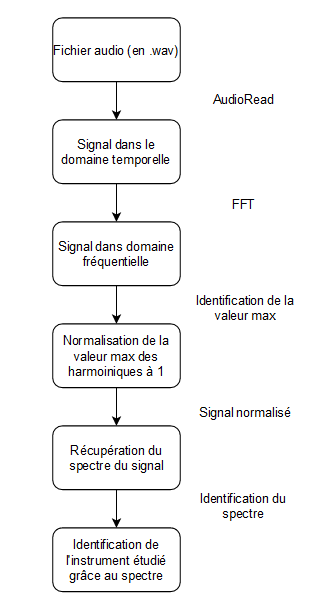 Fichier audio (en .wav)
AudioRead
Signal dans le
domaine temporelle
FFT
Signal dans domaine
fréquentielle
Identification de la
valeur max
Normalisation de la
valeur max des
harmoiniques à 1
Signal normalisé
Récupération du
spectre du signal
Identification du
spectre
Identification de
l'instrument étudié
grâce au spectre